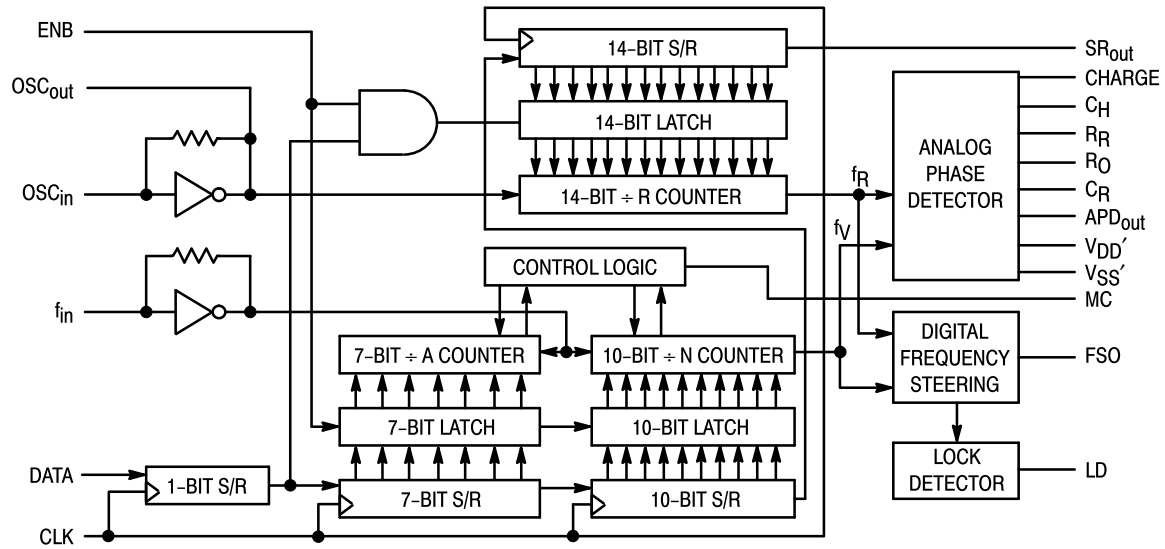 ENB
OSCout
OSCin
fin
DATA
CLK
14–BIT S/R
14–BIT LATCH
14–BIT ÷ R COUNTER
CONTROL LOGIC
7–BIT ÷ A COUNTER
10–BIT ÷ N COUNTER
7–BIT LATCH
10–BIT LATCH
1–BIT S/R
7–BIT S/R
10–BIT S/R
fR
fV
ANALOG
PHASE
DETECTOR
DIGITAL
FREQUENCY
STEERING
LOCK
DETECTOR
SRout
CHARGE
CH
RR
RO
CR
APDout
VDD′
VSS′
MC
FSO
LD